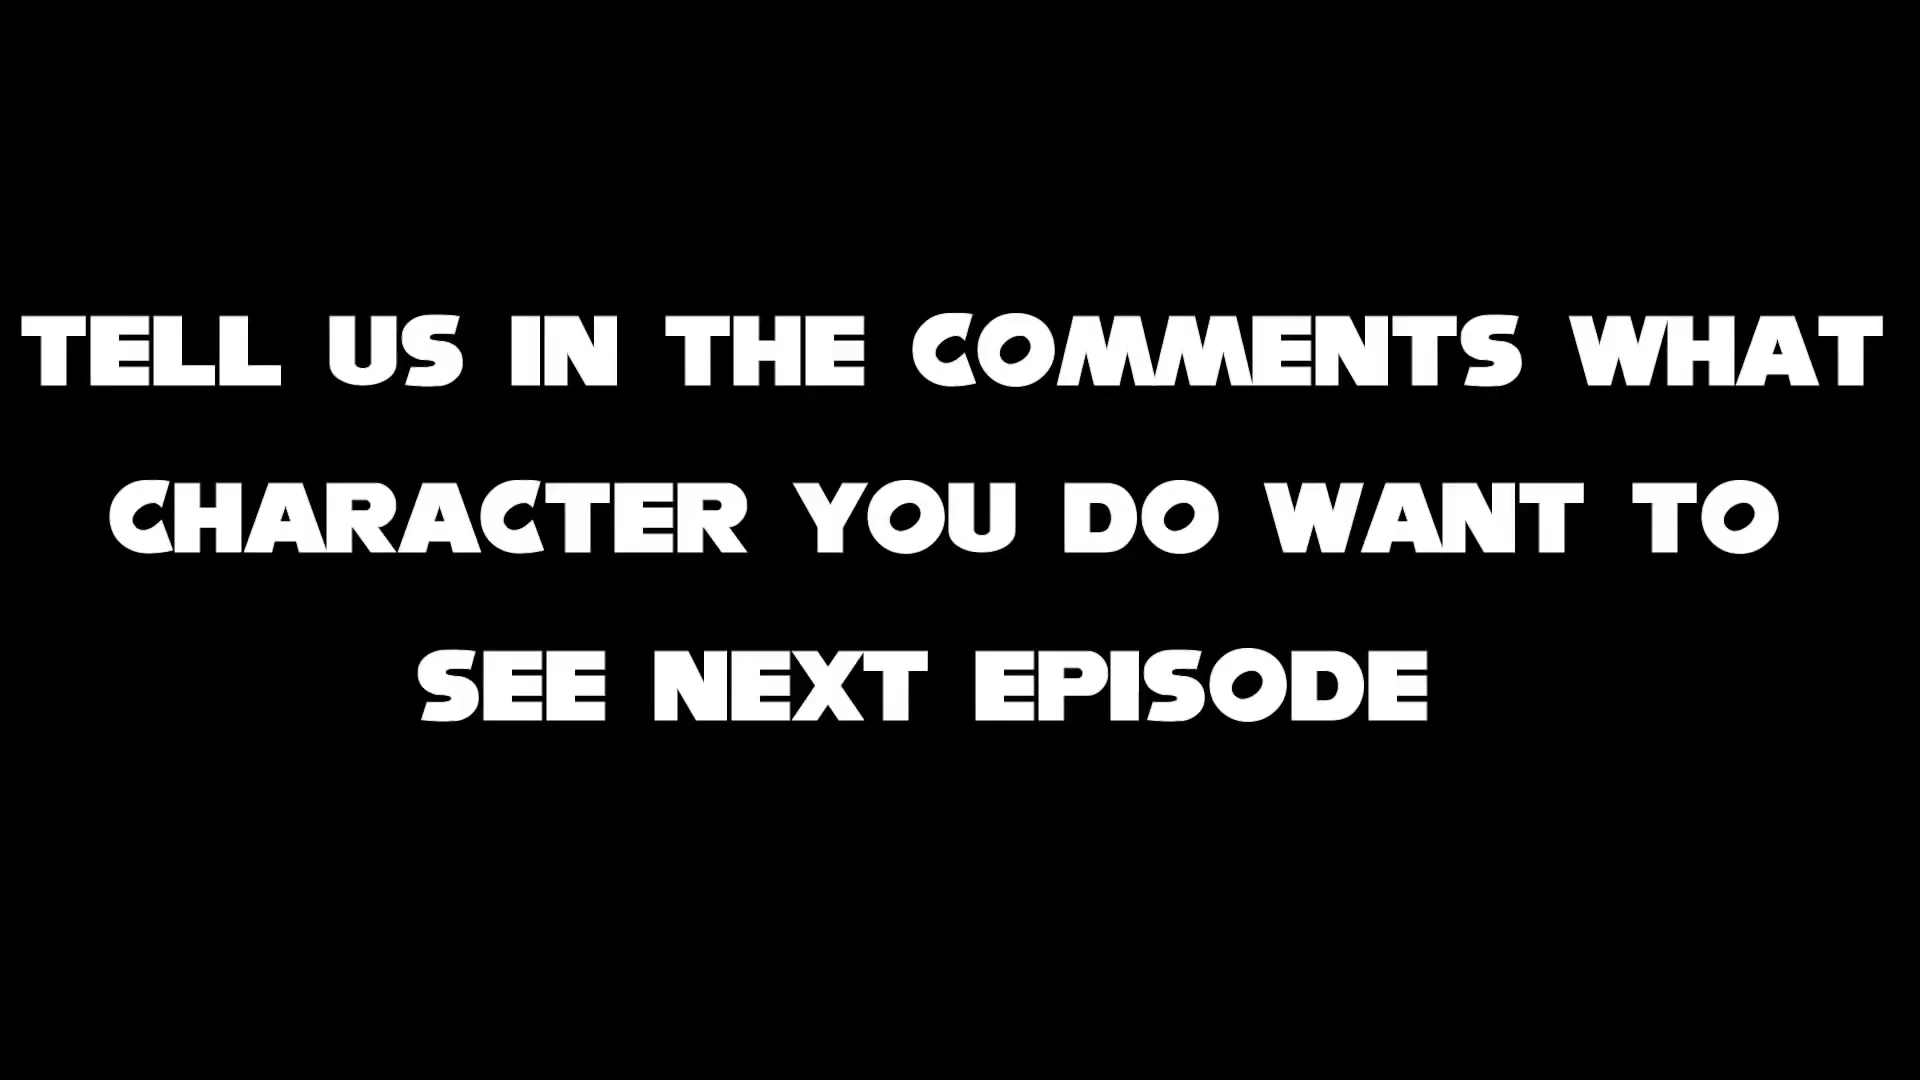 TELL US IN THE COMMENTS WHAT
CHARACTER YOU DO WANT TO
SEE NEXT EPISODE